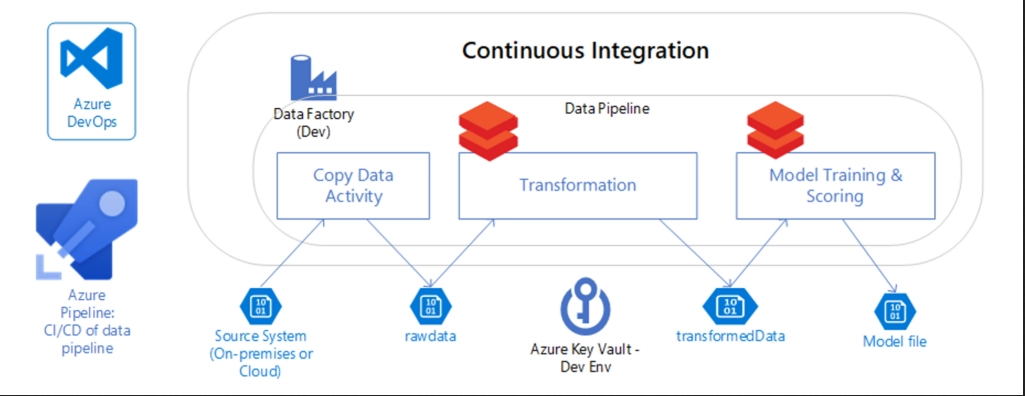 Continuous Integration
Azure
DevOps
Data Factory
(Dev)
Data Pipeline
Copy Data
Activity
Transformation
Model Training &
Scoring
Azure
Pipeline:
CI/CD of data
pipeline
10
01
Source System
(On-premises or
Cloud)
10
01
rawdata
Azure Key Vault -
Dev Env
10
01
transformedData
10
01
Model file